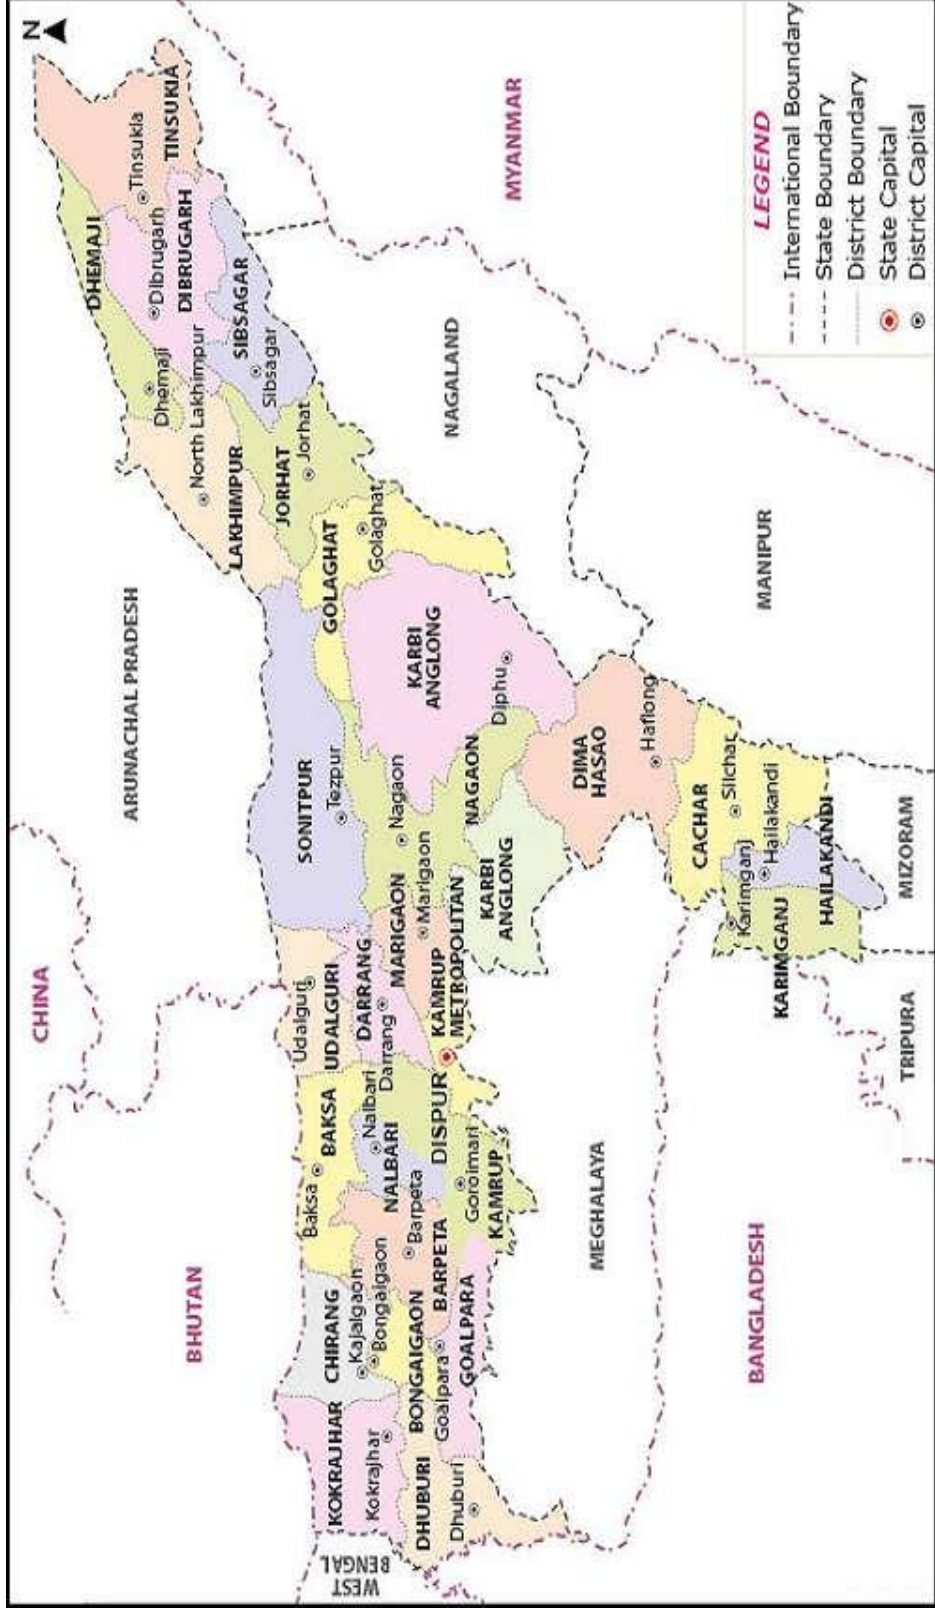 N
CHINA
BHUTAN
ARUNACHAL PRADESH
DHEMAJI
Dhemaji
TINSUKIA
Tinsukla
DIBRUGARH
Dibrugarh
LAKHIMPUR
North Lakhimpur
SIBSAGAR
Sibsagar
JORHAT
Jorhat
GOLAGHAT
Golaghat
SONITPUR
Tezpur
KARBI
ANGLONG
Diphu
NAGAON
Nagaon
UDALGURI
Udalguri
DARRANG
Darrang
MARIGAON
Marigaon
KAMRUP
METROPOLITAN
DISPUR
KARBI
ANGLONG
BAKSA
Baksa
NALBARI
Nalbari
BARPETA
Barpeta
KAMRUP
Goroimari
CHIRANG
Kajalgaon
BONGAIGAON
Bongaigaon
GOALPARA
Goalpara
KOKRAJHAR
Kokrajhar
DHUBURI
Dhuburi
WEST
BENGAL
DIMA
HASAO
Haflong
CACHAR
Silchar
HAILAKANDI
Hailakandi
KARIMGANJ
Karimganj
MEGHALAYA
BANGLADESH
TRIPURA
MIZORAM
MANIPUR
NAGALAND
MYANMAR
LEGEND
International Boundary
State Boundary
District Boundary
State Capital
District Capital